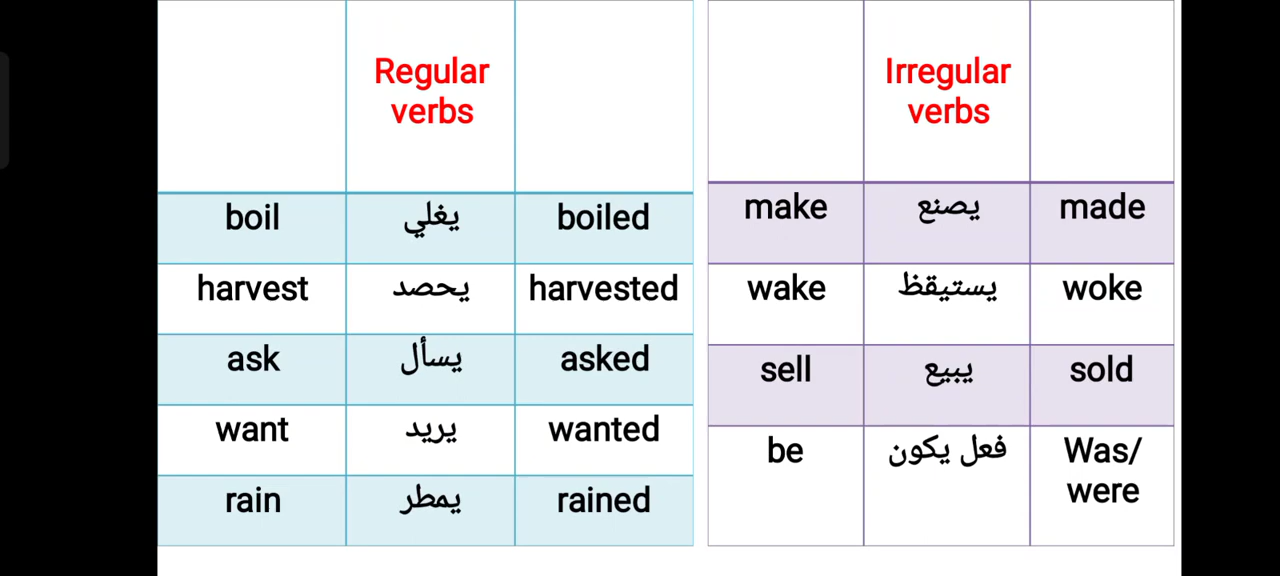 Regular
verbs
boil يغلي boiled
harvest يحصد harvested
ask يسأل asked
want يريد wanted
rain يمطر rained
Irregular
verbs
make يصنع made
wake يستيقظ woke
sell يبيع sold
be فعل يكون Was/
were